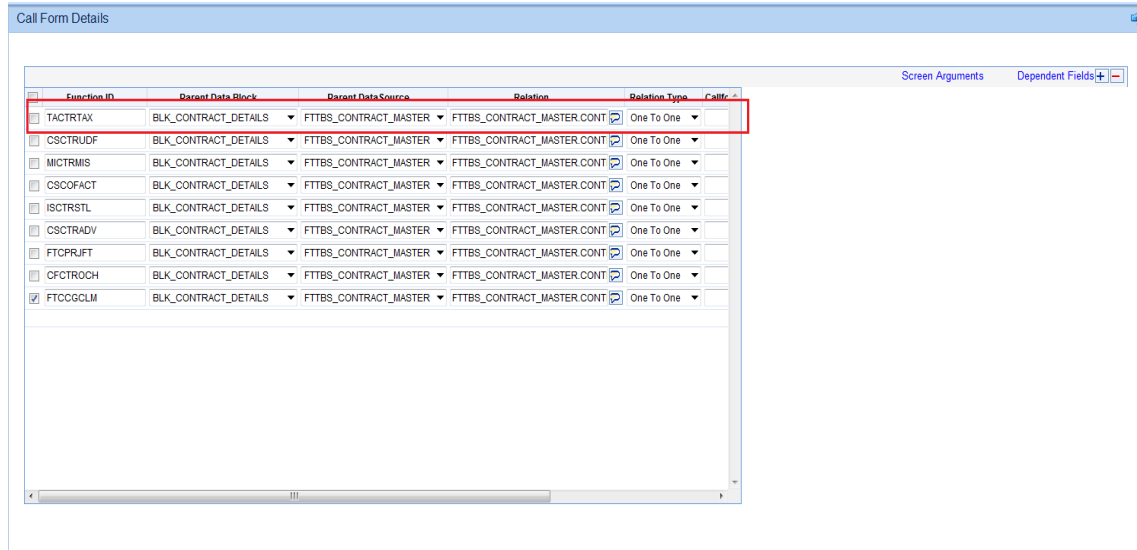 Call Form Details
Screen Arguments Dependent Fields
Function ID Parent Data Block Parent DataSource Relation Relation Type Callfo
TACTRTAX BLK_CONTRACT_DETAILS FTTBS_CONTRACT_MASTER FTTBS_CONTRACT_MASTER.CONT One To One
CSCTRUDF BLK_CONTRACT_DETAILS FTTBS_CONTRACT_MASTER FTTBS_CONTRACT_MASTER.CONT One To One
MICTRMIS BLK_CONTRACT_DETAILS FTTBS_CONTRACT_MASTER FTTBS_CONTRACT_MASTER.CONT One To One
CSCOFACT BLK_CONTRACT_DETAILS FTTBS_CONTRACT_MASTER FTTBS_CONTRACT_MASTER.CONT One To One
ISCTRSTL BLK_CONTRACT_DETAILS FTTBS_CONTRACT_MASTER FTTBS_CONTRACT_MASTER.CONT One To One
CSCTRADV BLK_CONTRACT_DETAILS FTTBS_CONTRACT_MASTER FTTBS_CONTRACT_MASTER.CONT One To One
FTCPRJFT BLK_CONTRACT_DETAILS FTTBS_CONTRACT_MASTER FTTBS_CONTRACT_MASTER.CONT One To One
CFCTROCH BLK_CONTRACT_DETAILS FTTBS_CONTRACT_MASTER FTTBS_CONTRACT_MASTER.CONT One To One
FTCCGCLM BLK_CONTRACT_DETAILS FTTBS_CONTRACT_MASTER FTTBS_CONTRACT_MASTER.CONT One To One